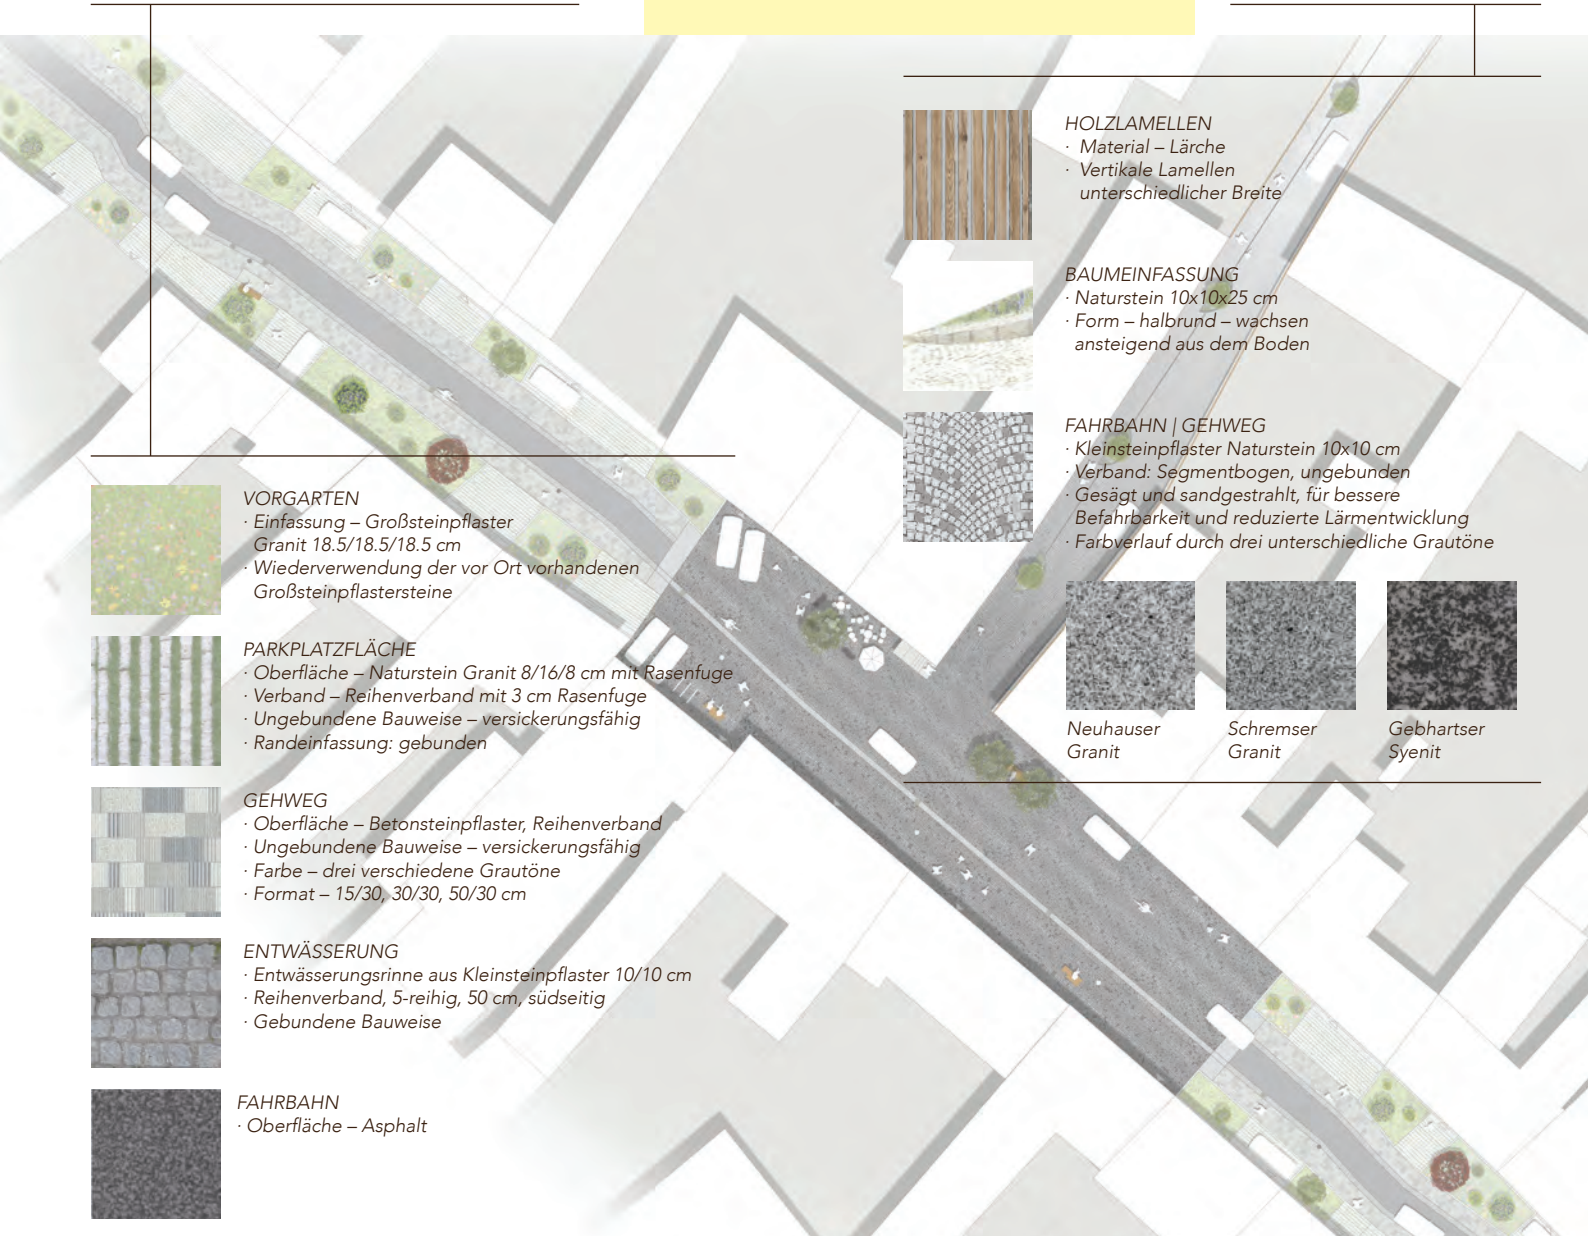 VORGARTEN
· Einfassung – Großsteinpflaster
Granit 18.5/18.5/18.5 cm
· Wiederverwendung der vor Ort vorhandenen
Großsteinpflastersteine
PARKPLATZFLÄCHE
· Oberfläche – Naturstein Granit 8/16/8 cm mit Rasenfuge
· Verband – Reihenverband mit 3 cm Rasenfuge
· Ungebundene Bauweise – versickerungsfähig
· Randeinfassung: gebunden
GEHWEG
· Oberfläche – Betonsteinpflaster, Reihenverband
· Ungebundene Bauweise – versickerungsfähig
· Farbe – drei verschiedene Grautöne
· Format – 15/30, 30/30, 50/30 cm
ENTWÄSSERUNG
· Entwässerungsrinne aus Kleinsteinpflaster 10/10 cm
· Reihenverband, 5-reihig, 50 cm, südseitig
· Gebundene Bauweise
FAHRBAHN
· Oberfläche – Asphalt
HOLZLAMELLEN
· Material – Lärche
· Vertikale Lamellen
unterschiedlicher Breite
BAUMEINFASSUNG
· Naturstein 10x10x25 cm
· Form – halbrund – wachsen
ansteigend aus dem Boden
FAHRBAHN | GEHWEG
· Kleinsteinpflaster Naturstein 10x10 cm
· Verband: Segmentbogen, ungebunden
· Gesägt und sandgestrahlt, für bessere
Befahrbarkeit und reduzierte Lärmentwicklung
· Farbverlauf durch drei unterschiedliche Grautöne
Neuhauser
Granit
Schremser
Granit
Gebhartser
Syenit